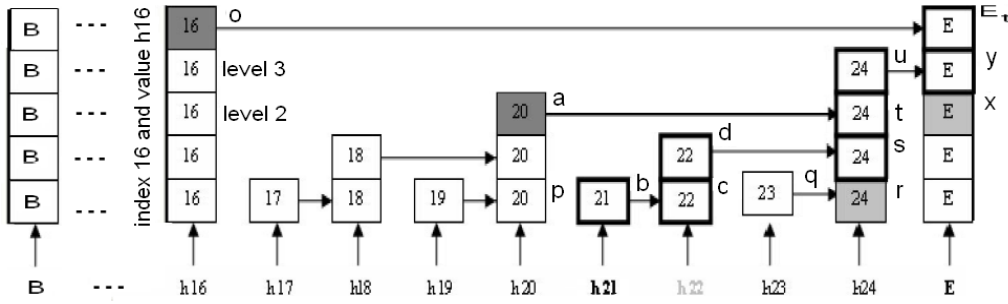 B --- 16 o E E t
B --- 16 level 3 24 u E y
B --- 16 level 2 20 a 24 t E x
B --- 16 18 20 22 d 24 s E
B --- 16 17 18 19 20 p 21 b 22 c 23 q 24 r E
index 16 and value h16
B --- h16 h17 h18 h19 h20 h21 h22 h23 h24 E